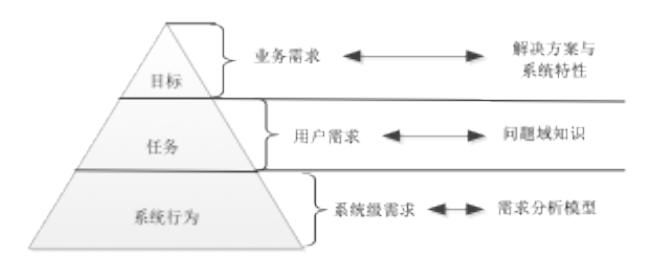 目标
业务需求
解决方案与
系统特性
任务
用户需求
问题域知识
系统行为
系统级需求
需求分析模型